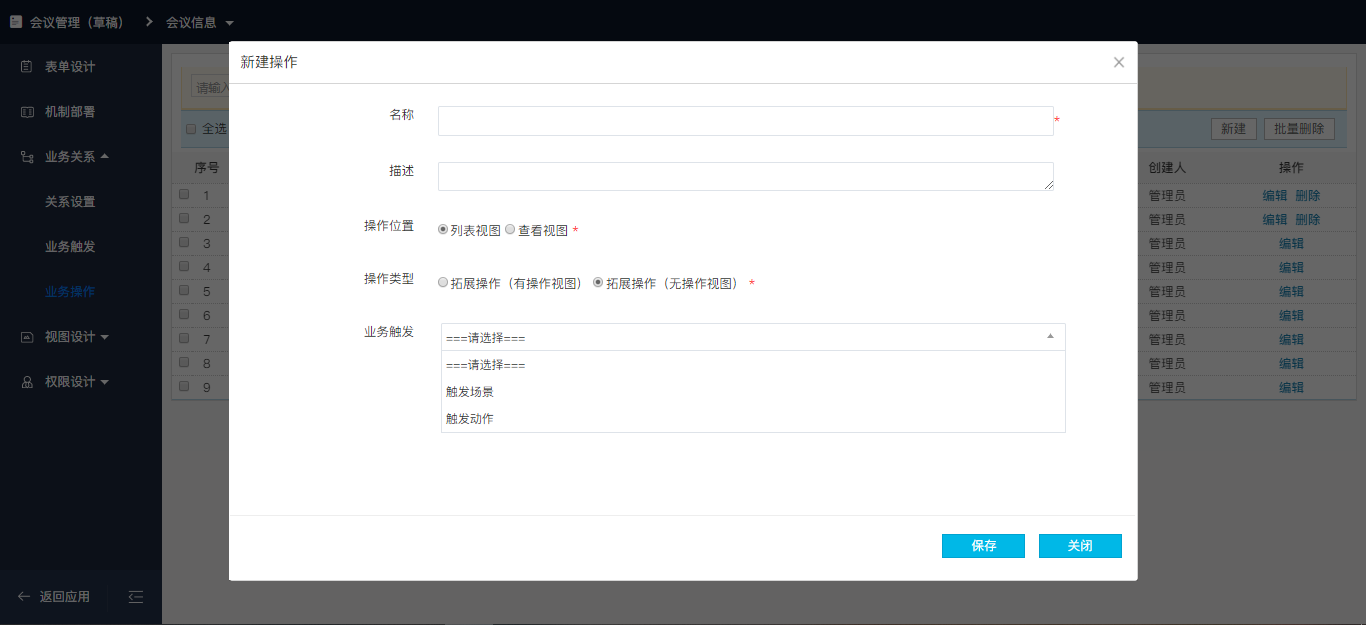 会议管理（草稿） 会议信息
表单设计
机制部署
业务关系
关系设置
业务触发
业务操作
视图设计
权限设计
返回应用
请输入
全选
新建 批量删除
序号 创建人 操作
1 管理员 编辑 删除
2 管理员 编辑 删除
3 管理员 编辑
4 管理员 编辑
5 管理员 编辑
6 管理员 编辑
7 管理员 编辑
8 管理员 编辑
9 管理员 编辑
新建操作 ×
名称 *
描述
操作位置 列表视图 查看视图 *
操作类型 拓展操作（有操作视图） 拓展操作（无操作视图） *
业务触发 ===请选择===
===请选择===
触发场景
触发动作
保存 关闭